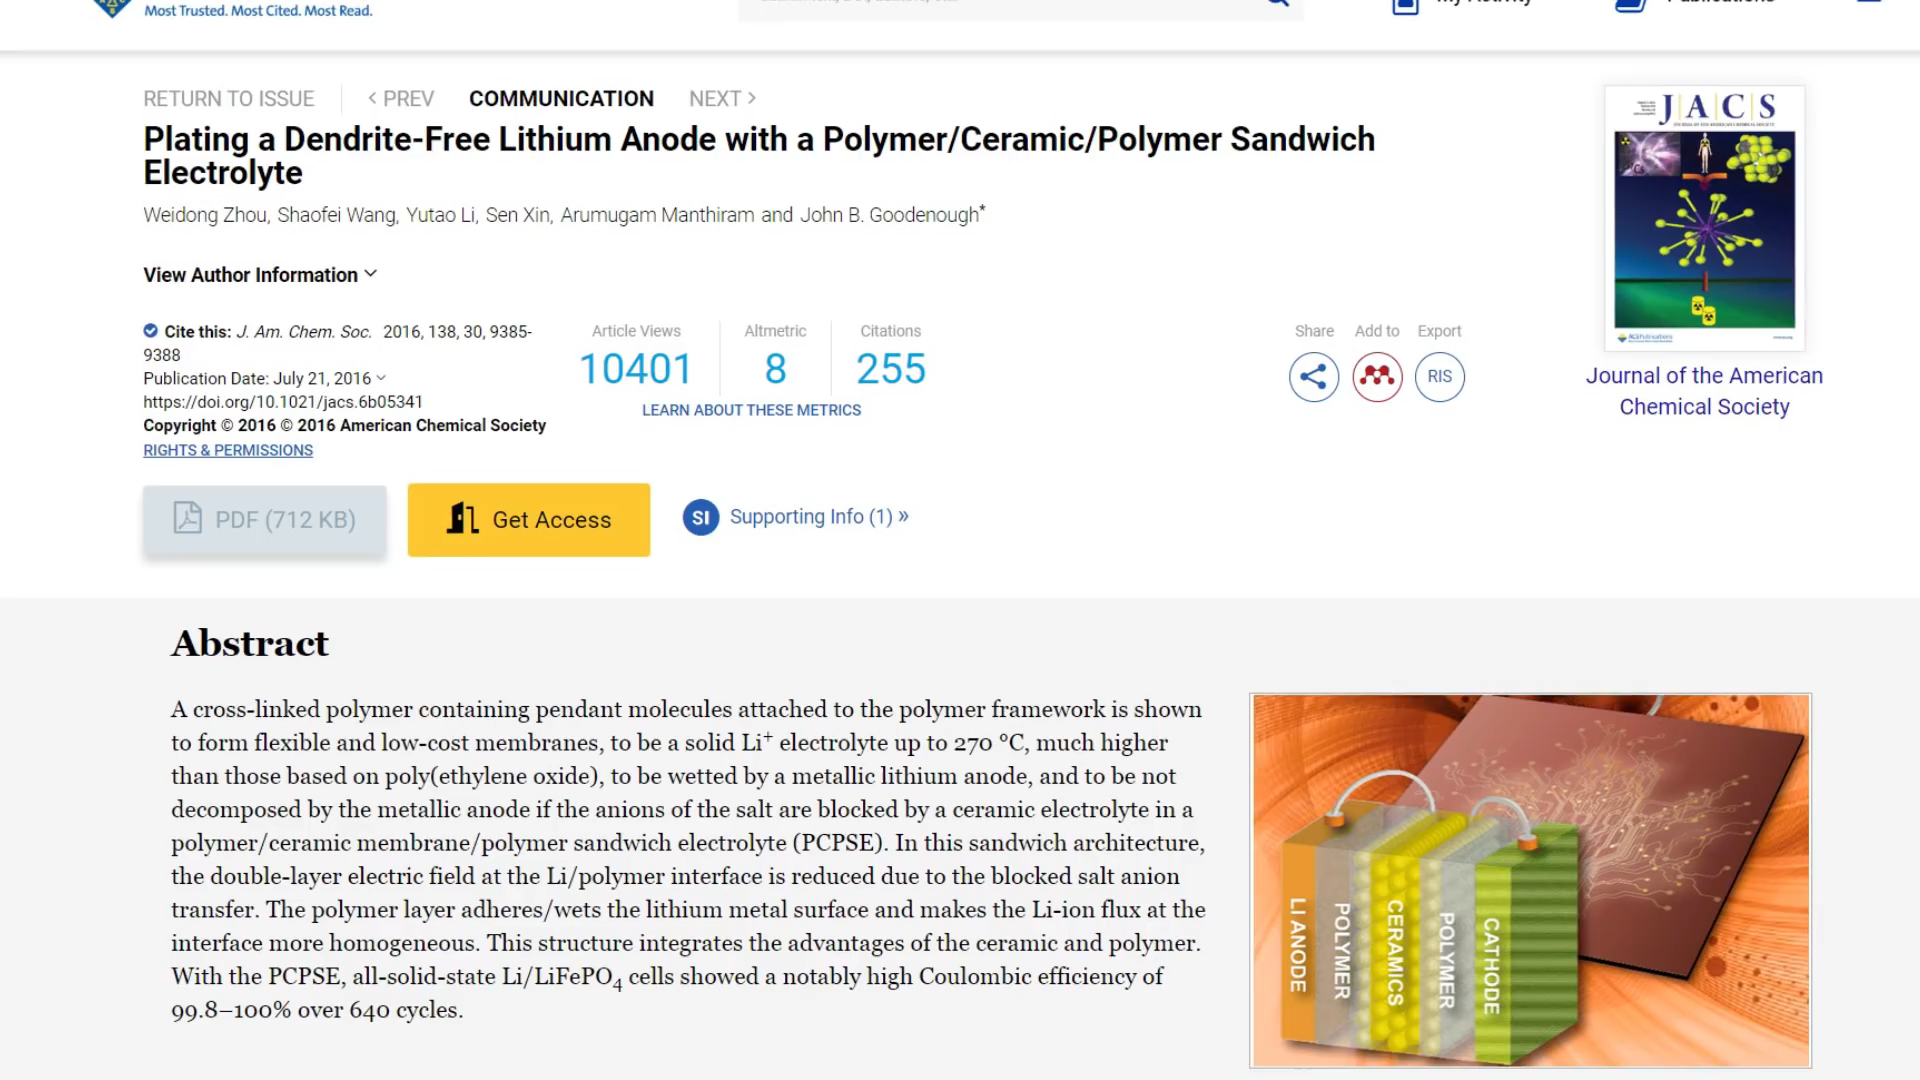 Most Trusted. Most Cited. Most Read.
RETURN TO ISSUE
< PREV
COMMUNICATION
NEXT >
Plating a Dendrite-Free Lithium Anode with a Polymer/Ceramic/Polymer Sandwich
Electrolyte
Weidong Zhou, Shaofei Wang, Yutao Li, Sen Xin, Arumugam Manthiram and John B. Goodenough*
View Author Information
Cite this: J. Am. Chem. Soc. 2016, 138, 30, 9385-
9388
Publication Date: July 21, 2016
https://doi.org/10.1021/jacs.6b05341
Copyright © 2016 © 2016 American Chemical Society
RIGHTS & PERMISSIONS
Article Views
10401
Altmetric
8
Citations
255
LEARN ABOUT THESE METRICS
Share
Add to
Export
RIS
JACS
Journal of the American
Chemical Society
PDF (712 KB)
Get Access
SI
Supporting Info (1) »
Abstract
A cross-linked polymer containing pendant molecules attached to the polymer framework is shown
to form flexible and low-cost membranes, to be a solid Li⁺ electrolyte up to 270 °C, much higher
than those based on poly(ethylene oxide), to be wetted by a metallic lithium anode, and to be not
decomposed by the metallic anode if the anions of the salt are blocked by a ceramic electrolyte in a
polymer/ceramic membrane/polymer sandwich electrolyte (PCPSE). In this sandwich architecture,
the double-layer electric field at the Li/polymer interface is reduced due to the blocked salt anion
transfer. The polymer layer adheres/wets the lithium metal surface and makes the Li-ion flux at the
interface more homogeneous. This structure integrates the advantages of the ceramic and polymer.
With the PCPSE, all-solid-state Li/LiFePO₄ cells showed a notably high Coulombic efficiency of
99.8–100% over 640 cycles.
LI ANODE
POLYMER
CERAMICS
POLYMER
CATHODE